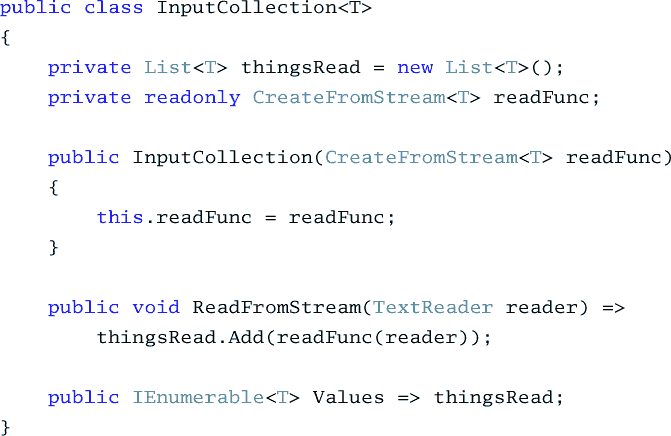 public class InputCollection<T>
{
    private List<T> thingsRead = new List<T>();
    private readonly CreateFromStream<T> readFunc;

    public InputCollection(CreateFromStream<T> readFunc)
    {
        this.readFunc = readFunc;
    }

    public void ReadFromStream(TextReader reader) =>
        thingsRead.Add(readFunc(reader));

    public IEnumerable<T> Values => thingsRead;
}